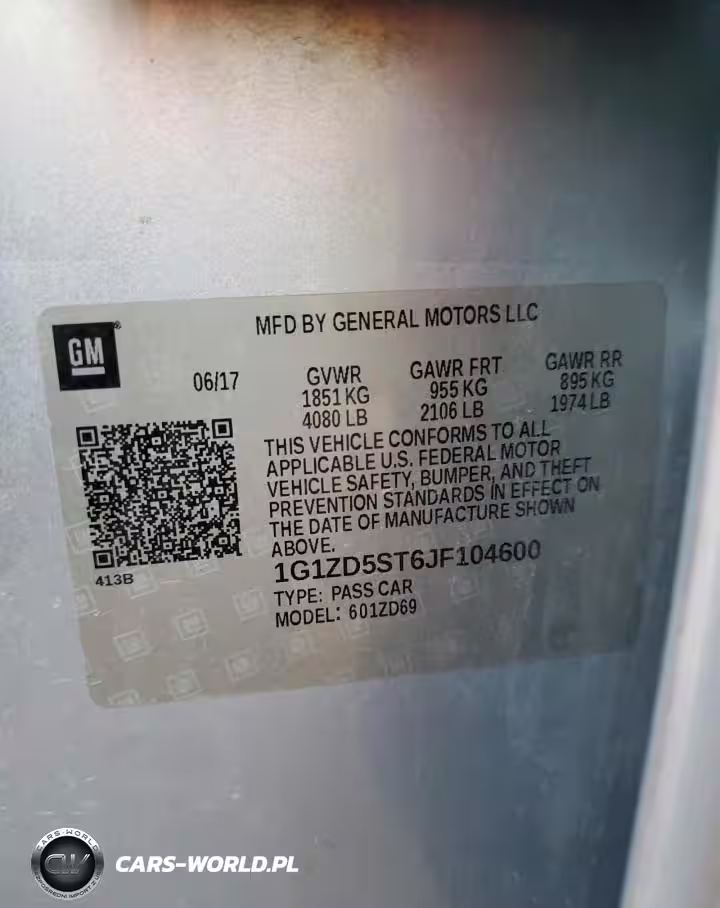 MFD BY GENERAL MOTORS LLC
GM
06/17
GVWR
1851 KG
4080 LB
GAWR FRT
955 KG
2106 LB
GAWR RR
895 KG
1974 LB
THIS VEHICLE CONFORMS TO ALL
APPLICABLE U.S. FEDERAL MOTOR
VEHICLE SAFETY, BUMPER, AND THEFT
PREVENTION STANDARDS IN EFFECT ON
THE DATE OF MANUFACTURE SHOWN
ABOVE.
413B
1G1ZD5ST6JF104600
TYPE: PASS CAR
MODEL: 601ZD69
CARS-WORLD
CW
CARS-WORLD.PL